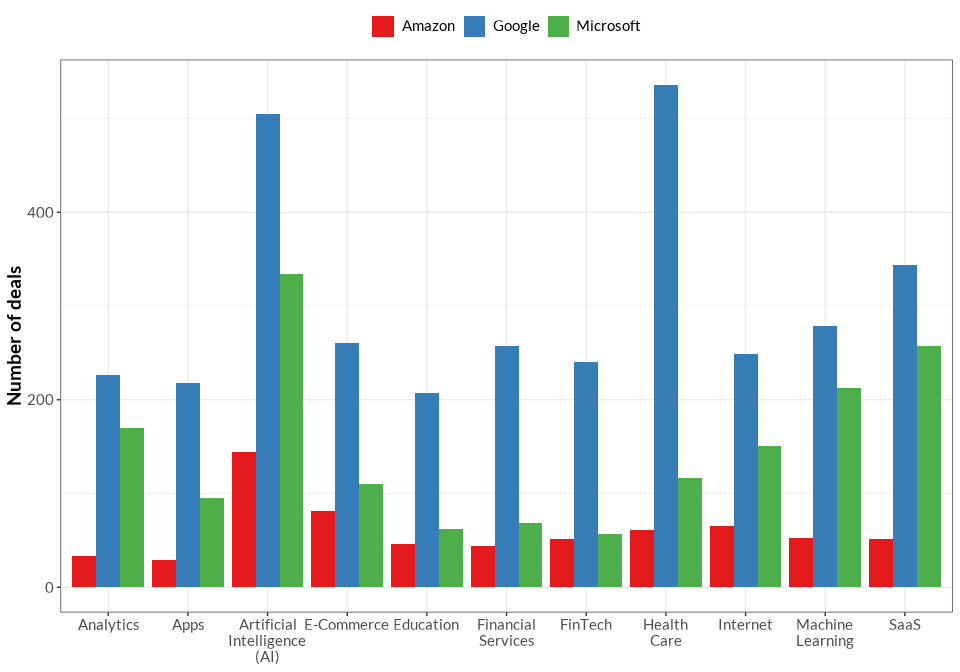 Amazon Google Microsoft
Number of deals
400
200
0
Analytics Apps Artificial E-Commerce Education Financial FinTech Health Internet Machine SaaS
Intelligence Services Care Learning
(AI)